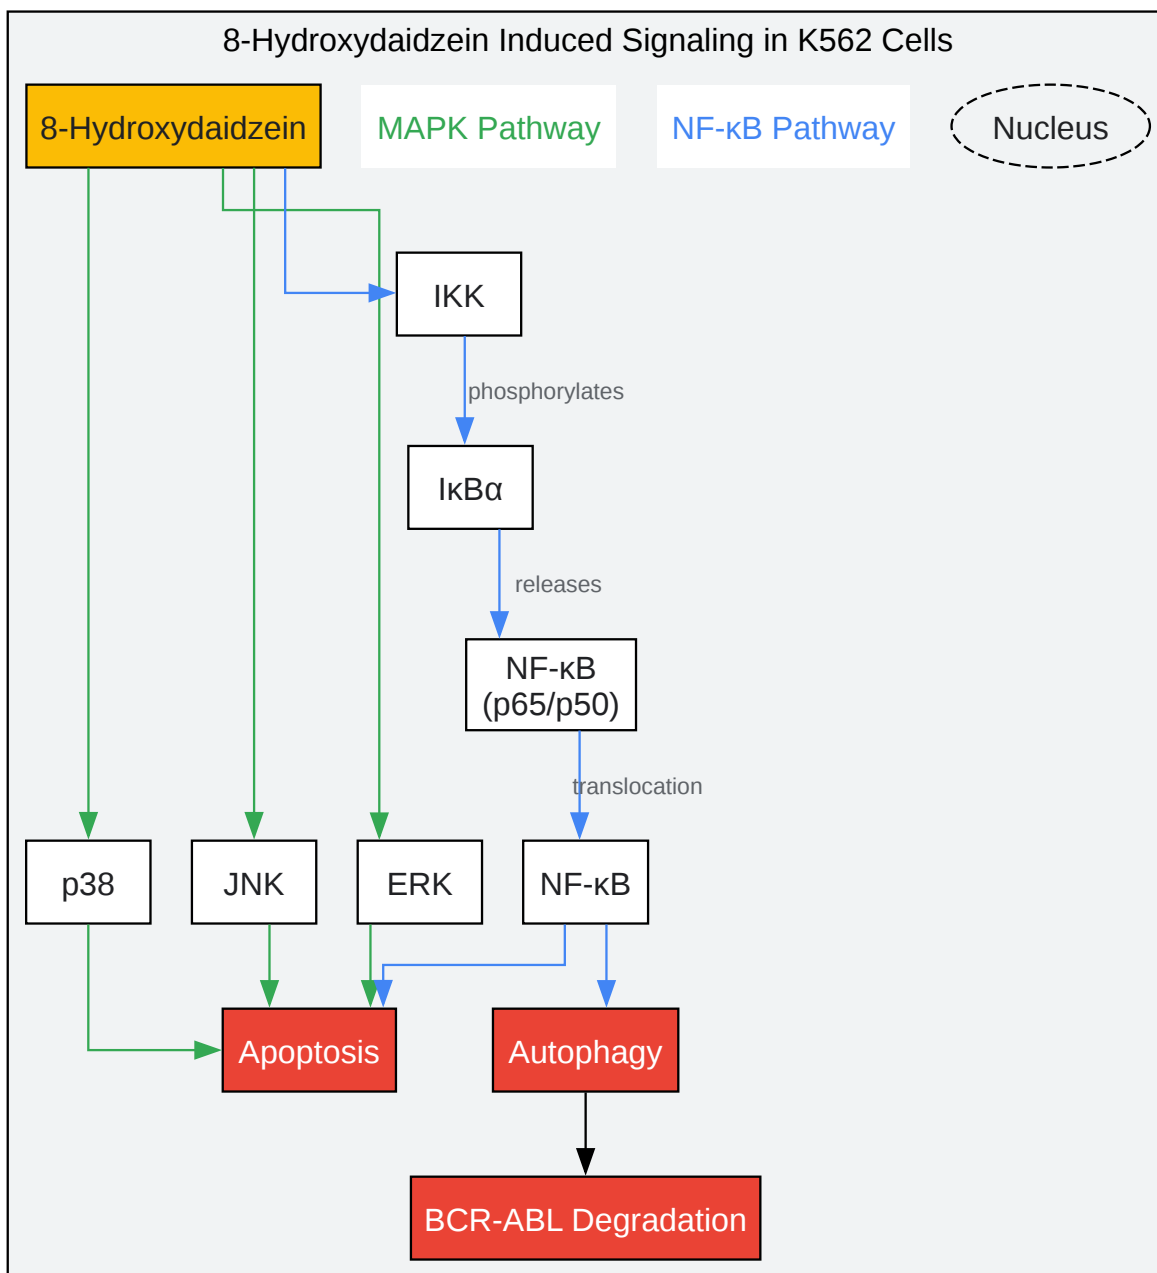 8-Hydroxydaidzein Induced Signaling in K562 Cells
8-Hydroxydaidzein
MAPK Pathway
NF-κB Pathway
Nucleus
IKK
phosphorylates
IκBα
releases
NF-κB
(p65/p50)
translocation
p38
JNK
ERK
NF-κB
Apoptosis
Autophagy
BCR-ABL Degradation